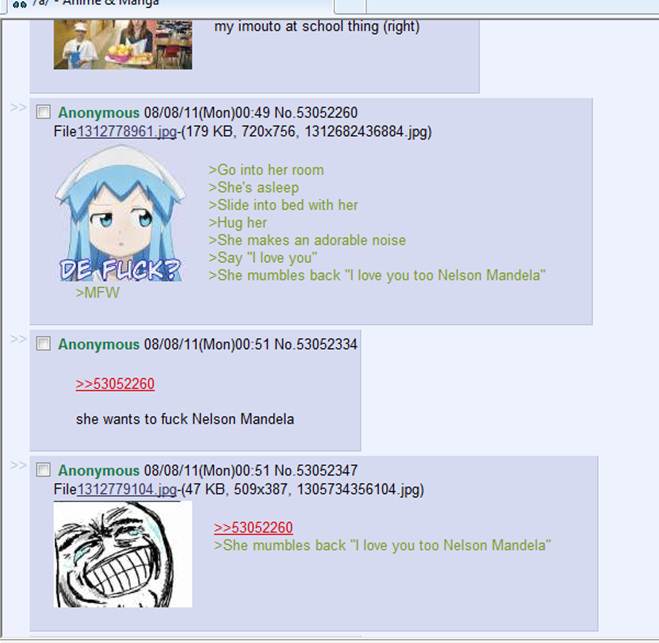 /a/ - Anime & Manga
my imouto at school thing (right)
>> Anonymous 08/08/11(Mon)00:49 No.53052260
File1312778961.jpg-(179 KB, 720x756, 1312682436884.jpg)
>Go into her room
>She's asleep
>Slide into bed with her
>Hug her
>She makes an adorable noise
>Say "I love you"
>She mumbles back "I love you too Nelson Mandela"
DE FUCK?
>MFW
>> Anonymous 08/08/11(Mon)00:51 No.53052334
>>53052260
she wants to fuck Nelson Mandela
>> Anonymous 08/08/11(Mon)00:51 No.53052347
File1312779104.jpg-(47 KB, 509x387, 1305734356104.jpg)
>>53052260
>She mumbles back "I love you too Nelson Mandela"